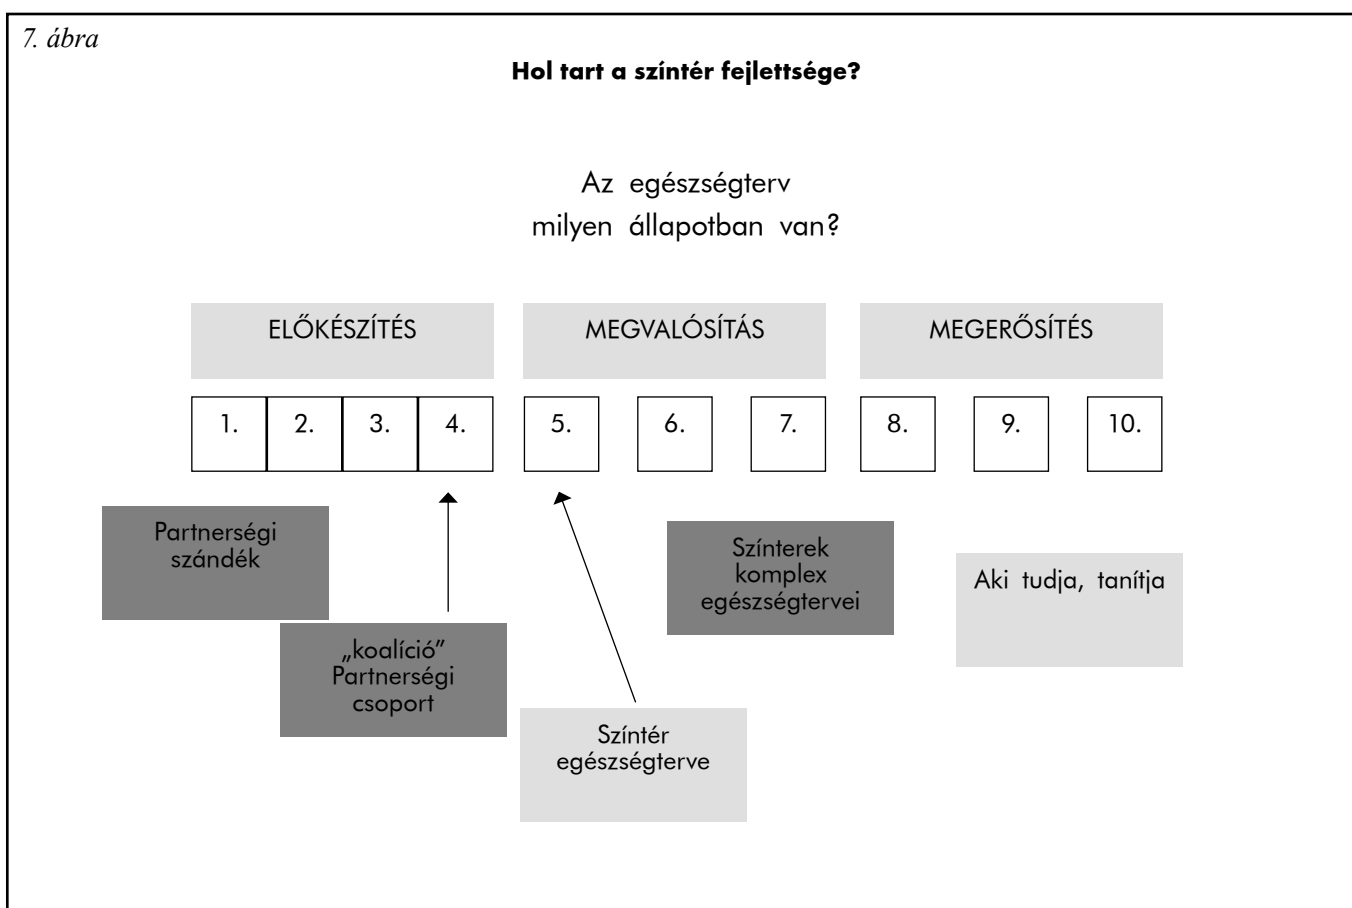 7. ábra
Hol tart a színtér fejlettsége?
Az egészségterv
milyen állapotban van?
ELŐKÉSZÍTÉS
MEGVALÓSÍTÁS
MEGERŐSÍTÉS
1. 2. 3. 4. 5. 6. 7. 8. 9. 10.
Partnerségi
szándék
„koalíció”
Partnerségi
csoport
Színtér
egészségterve
Színterek
komplex
egészségtervei
Aki tudja, tanítja